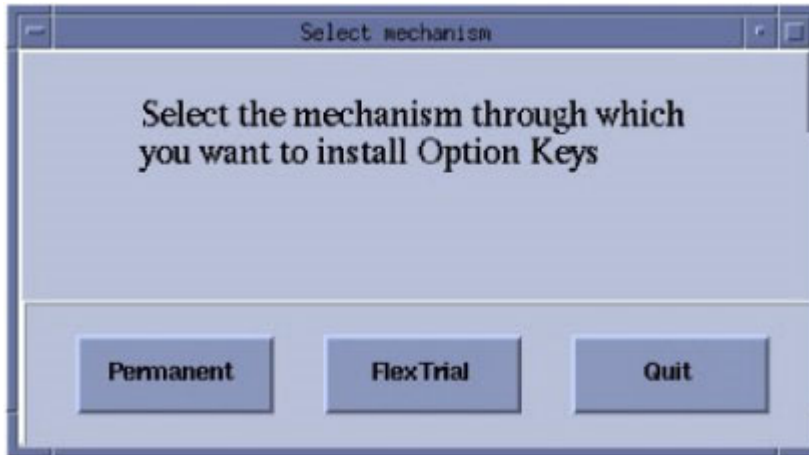 Select mechanism
Select the mechanism through which
you want to install Option Keys
Permanent
FlexTrial
Quit